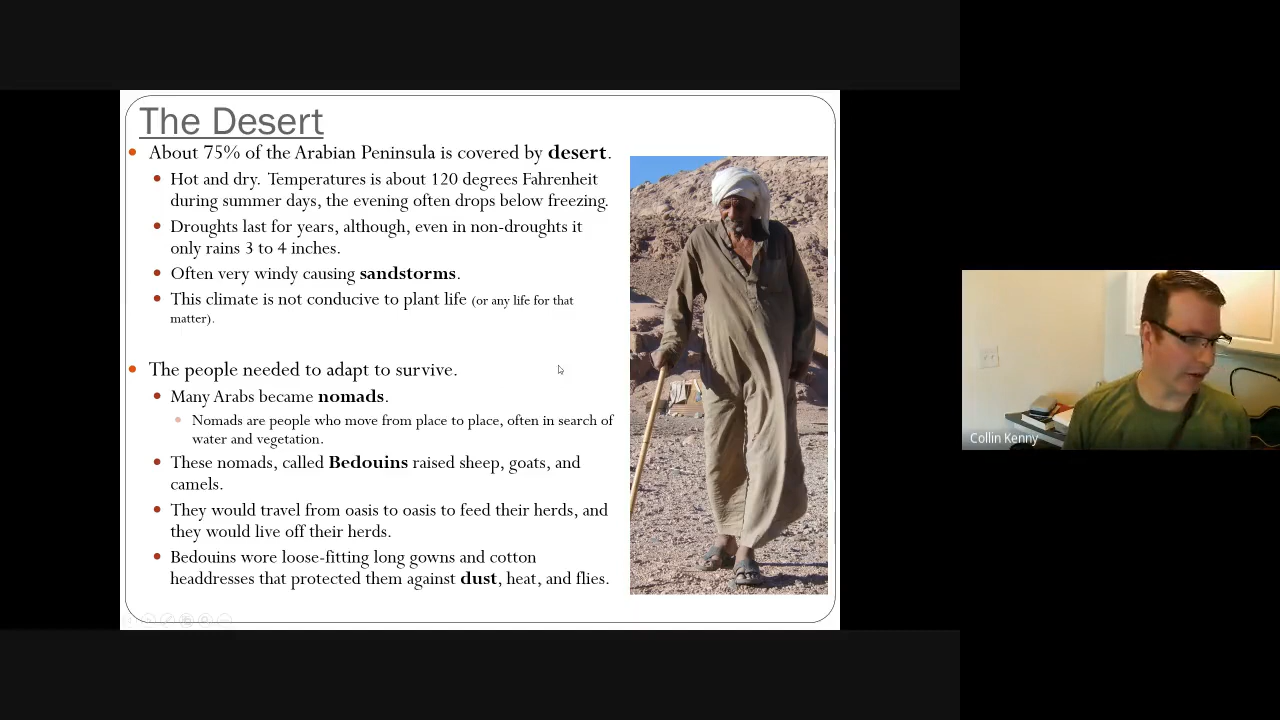 The Desert
About 75% of the Arabian Peninsula is covered by desert.
Hot and dry. Temperatures is about 120 degrees Fahrenheit
during summer days, the evening often drops below freezing.
Droughts last for years, although, even in non-droughts it
only rains 3 to 4 inches.
Often very windy causing sandstorms.
This climate is not conducive to plant life (or any life for that
matter).
The people needed to adapt to survive.
Many Arabs became nomads.
Nomads are people who move from place to place, often in search of
water and vegetation.
These nomads, called Bedouins raised sheep, goats, and
camels.
They would travel from oasis to oasis to feed their herds, and
they would live off their herds.
Bedouins wore loose-fitting long gowns and cotton
headdresses that protected them against dust, heat, and flies.
Collin Kenny